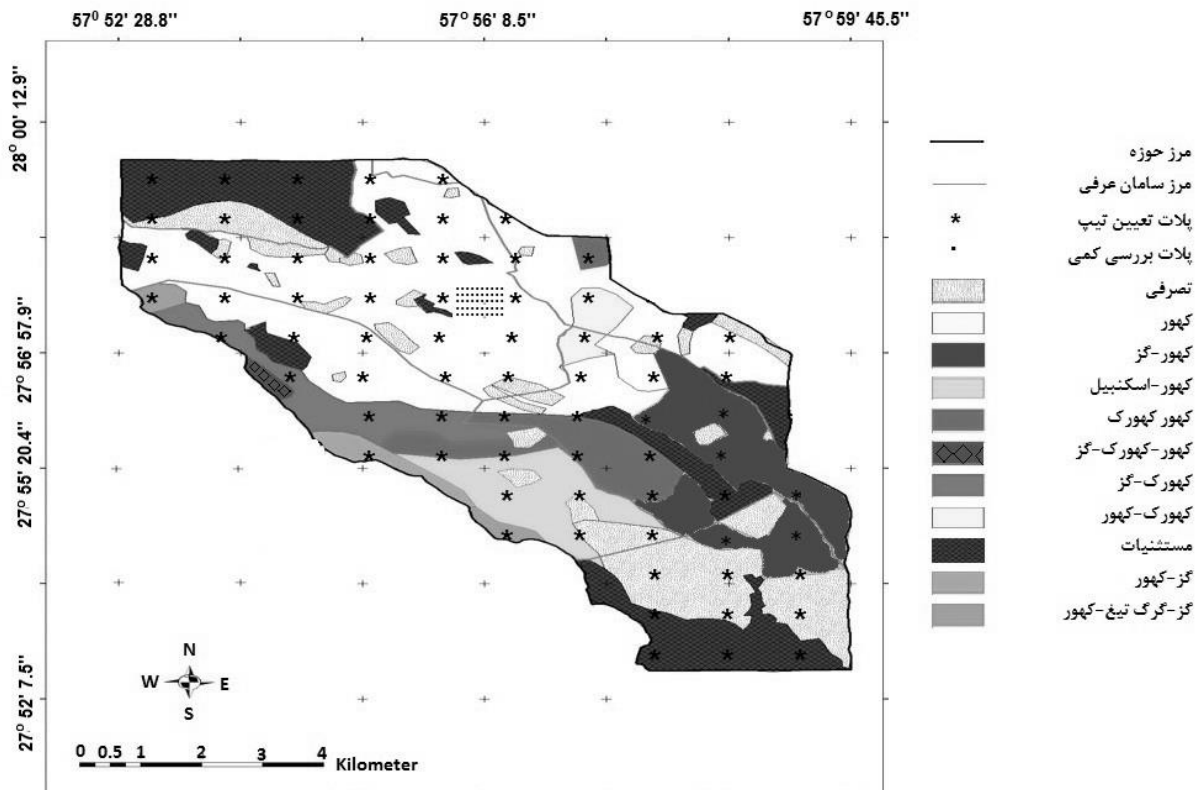 57° 52' 28.8"
57° 56' 8.5"
57° 59' 45.5"
28° 00' 12.9"
27° 56' 57.9"
27° 55' 20.4"
27° 52' 7.5"
مرز حوزه
مرز سامان عرفی
* پلات تعیین تیپ
پلات بررسی کمی
تصرفی
کهور
کهور-گز
کهور-اسکنبیل
کهور کهورک
کهور-کهورک-گز
کهورک-گز
کهورک-کهور
مستثنیات
گز-کهور
گز-گرگ تیغ-کهور
N
W E
S
0 0.5 1 2 3 4 Kilometer